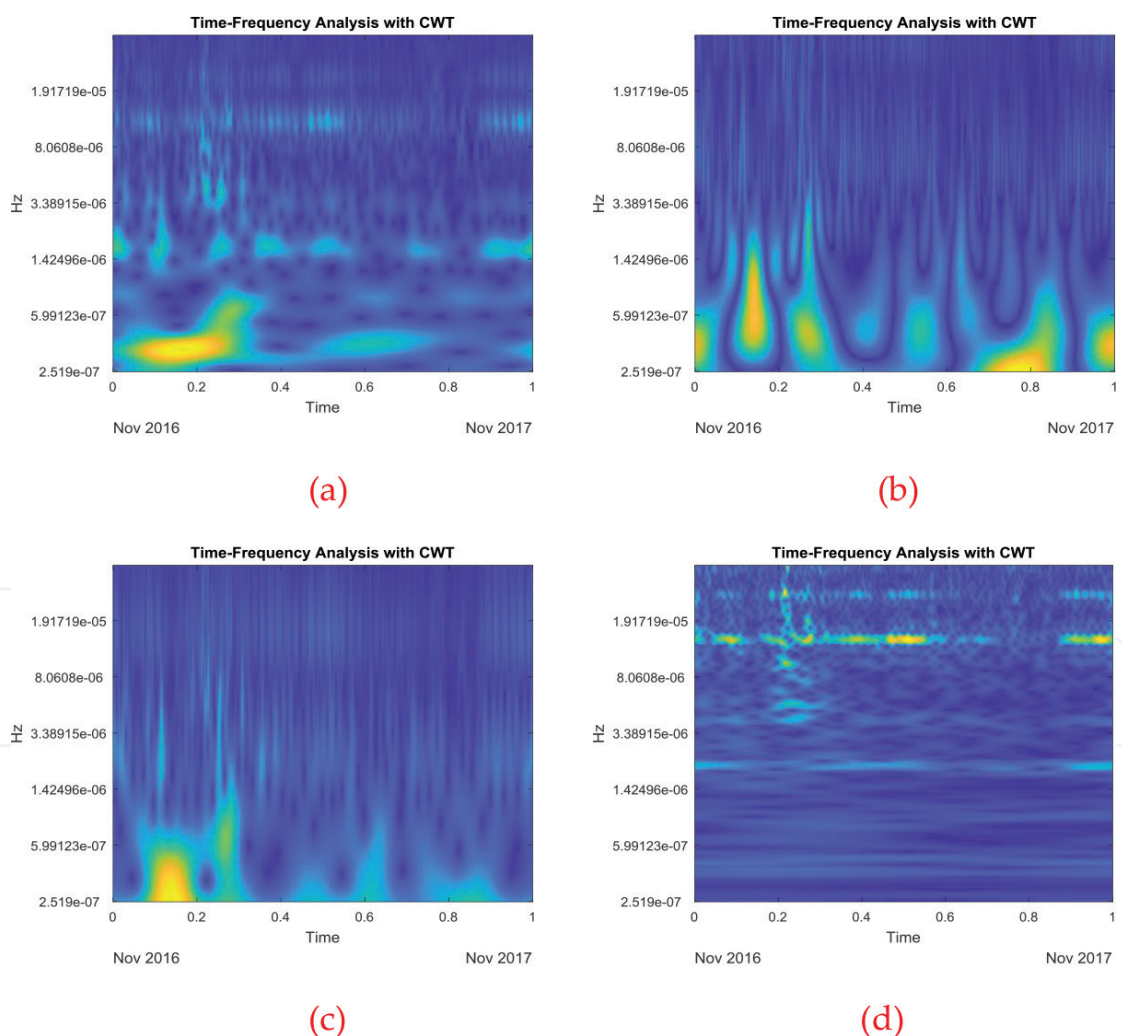 Time-Frequency Analysis with CWT
1.91719e-05
8.0608e-06
3.38915e-06
1.42496e-06
5.99123e-07
2.519e-07
Hz
0 0.2 0.4 0.6 0.8 1
Time
Nov 2016 Nov 2017
(a)
Time-Frequency Analysis with CWT
1.91719e-05
8.0608e-06
3.38915e-06
1.42496e-06
5.99123e-07
2.519e-07
Hz
0 0.2 0.4 0.6 0.8 1
Time
Nov 2016 Nov 2017
(b)
Time-Frequency Analysis with CWT
1.91719e-05
8.0608e-06
3.38915e-06
1.42496e-06
5.99123e-07
2.519e-07
Hz
0 0.2 0.4 0.6 0.8 1
Time
Nov 2016 Nov 2017
(c)
Time-Frequency Analysis with CWT
1.91719e-05
8.0608e-06
3.38915e-06
1.42496e-06
5.99123e-07
2.519e-07
Hz
0 0.2 0.4 0.6 0.8 1
Time
Nov 2016 Nov 2017
(d)